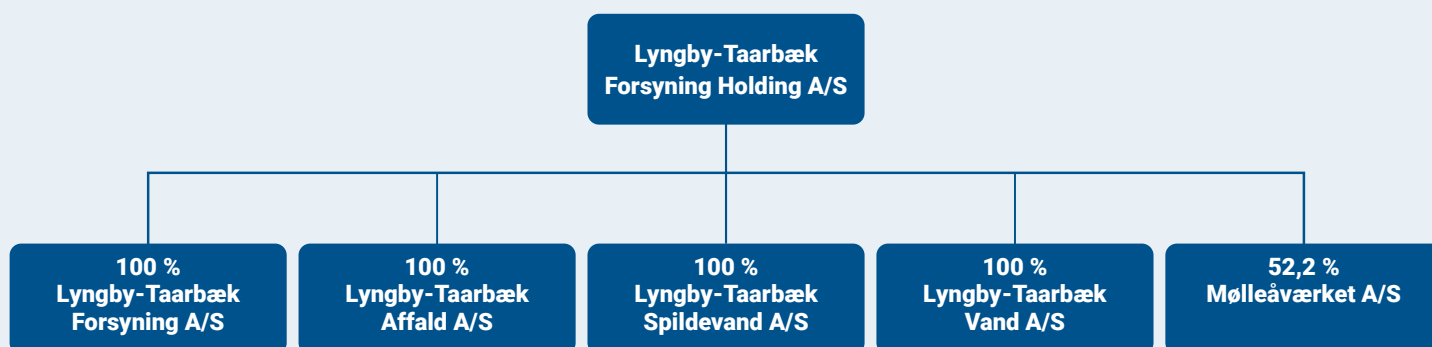 Lyngby-Taarbæk
Forsyning Holding A/S
100 %
Lyngby-Taarbæk
Forsyning A/S
100 %
Lyngby-Taarbæk
Affald A/S
100 %
Lyngby-Taarbæk
Spildevand A/S
100 %
Lyngby-Taarbæk
Vand A/S
52,2 %
Mølleåværket A/S